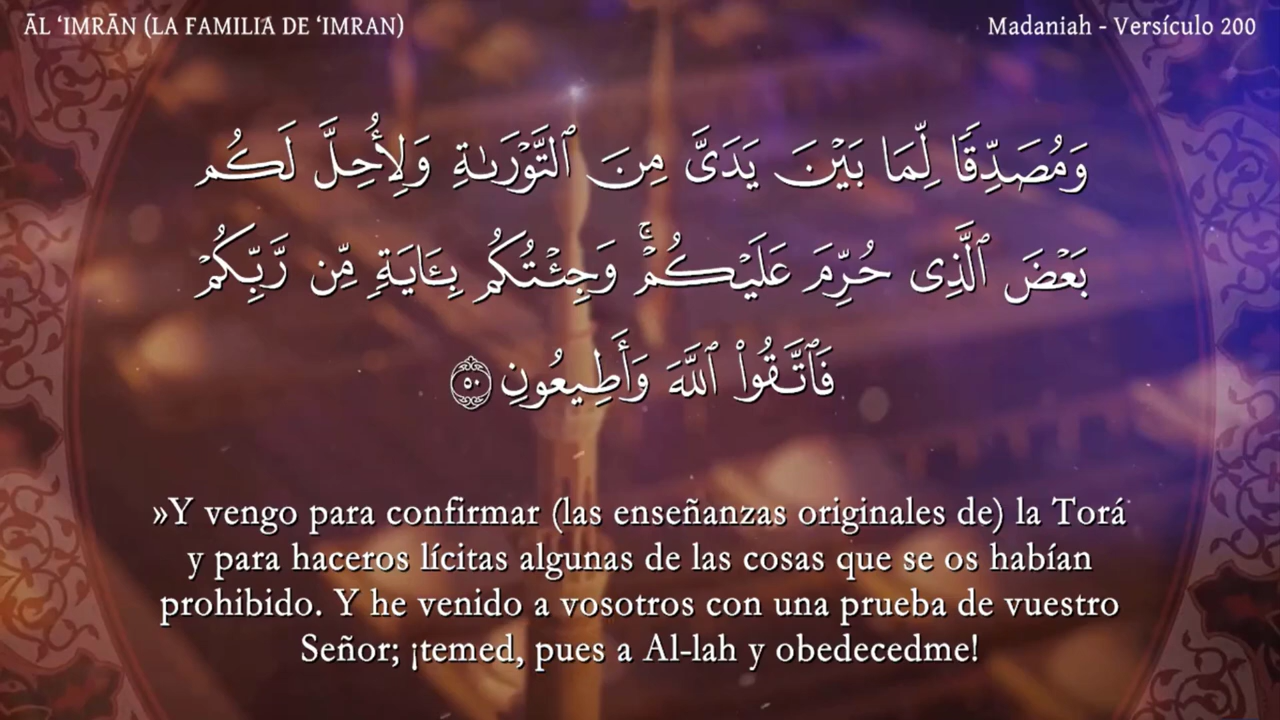 ĀL ‘IMRĀN (LA FAMILIA DE ‘IMRAN)
Madaniah - Versículo 200
وَمُصَدِّقًا لِّمَا بَيْنَ يَدَىَّ مِنَ ٱلتَّوْرَىٰةِ وَلِأُحِلَّ لَكُم
بَعْضَ ٱلَّذِى حُرِّمَ عَلَيْكُمْ ۚ وَجِئْتُكُم بِـَٔايَةٍ مِّن رَّبِّكُمْ
فَٱتَّقُوا۟ ٱللَّهَ وَأَطِيعُونِ ٥٠
»Y vengo para confirmar (las enseñanzas originales de) la Torá
y para haceros lícitas algunas de las cosas que se os habían
prohibido. Y he venido a vosotros con una prueba de vuestro
Señor; ¡temed, pues a Al-lah y obedecedme!